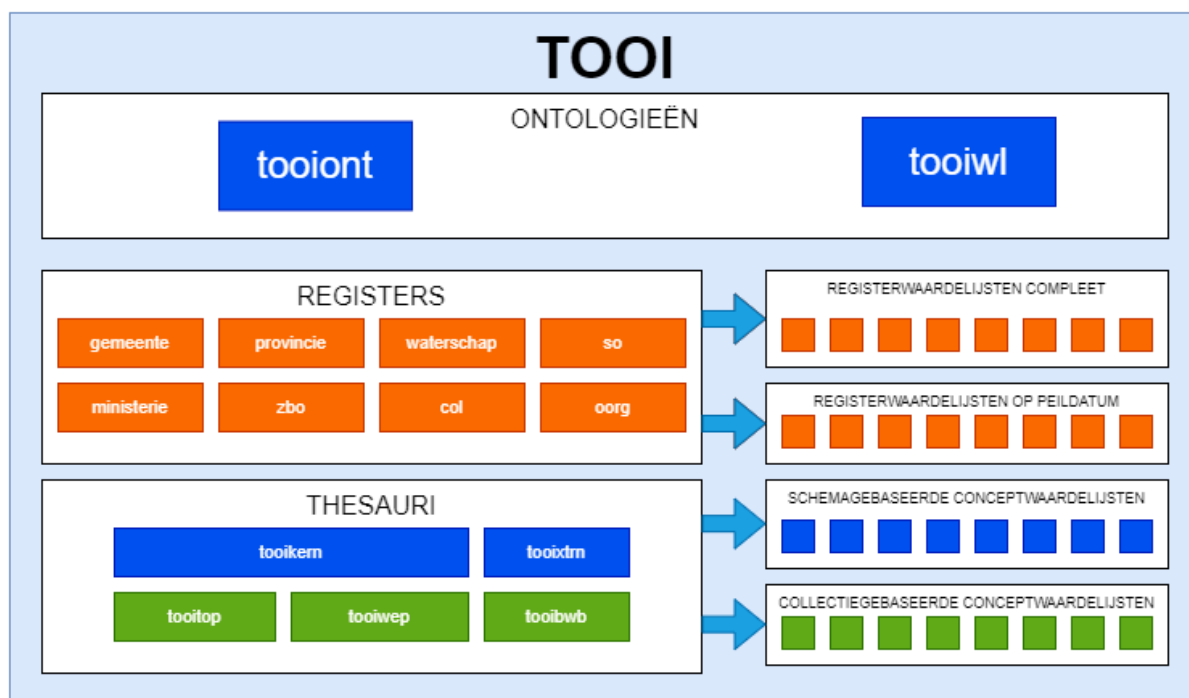 TOOI
ONTOLOGIEËN
tooiont
tooiwl
REGISTERS
gemeente
provincie
waterschap
so
ministerie
zbo
col
oorg
REGISTERWAARDELIJSTEN COMPLEET
REGISTERWAARDELIJSTEN OP PEILDATUM
THESAURI
tooikern
tooixtrn
tooitop
tooiwep
tooibwb
SCHEMAGEBASEERDE CONCEPTWAARDELIJSTEN
COLLECTIEGEBASEERDE CONCEPTWAARDELIJSTEN